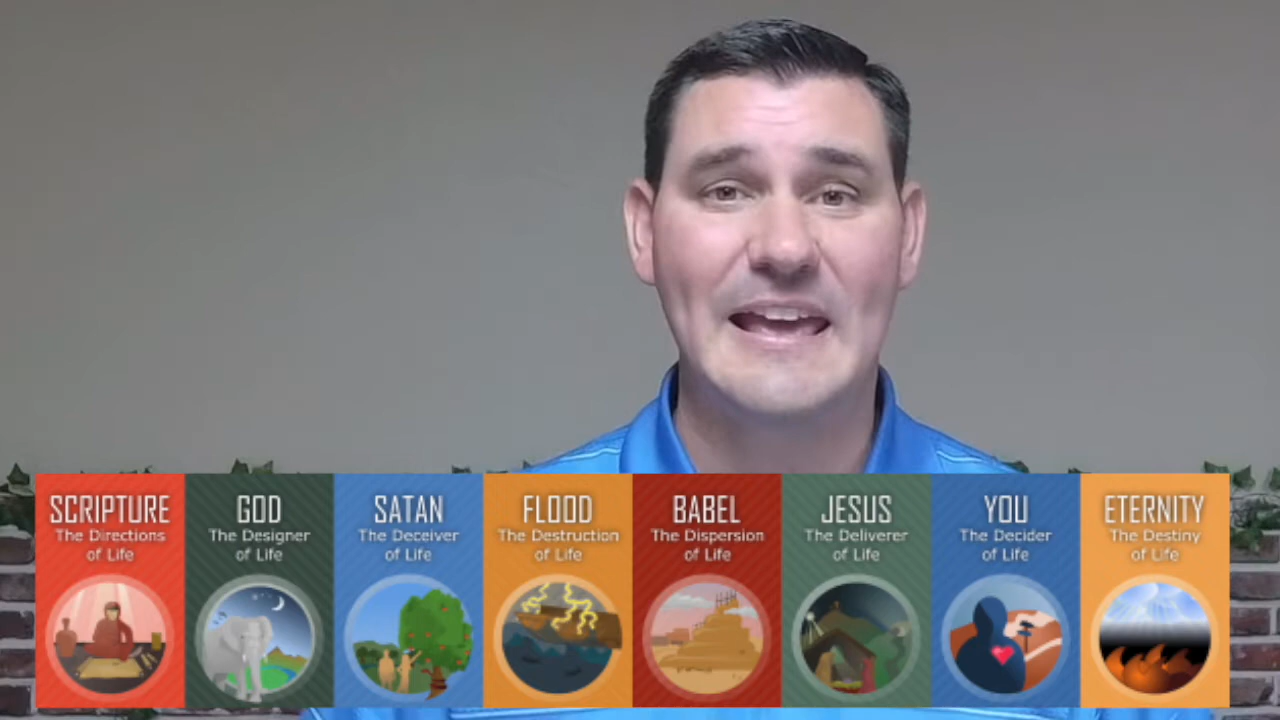 SCRIPTURE
The Directions
of Life
GOD
The Designer
of Life
SATAN
The Deceiver
of Life
FLOOD
The Destruction
of Life
BABEL
The Dispersion
of Life
JESUS
The Deliverer
of Life
YOU
The Decider
of Life
ETERNITY
The Destiny
of Life